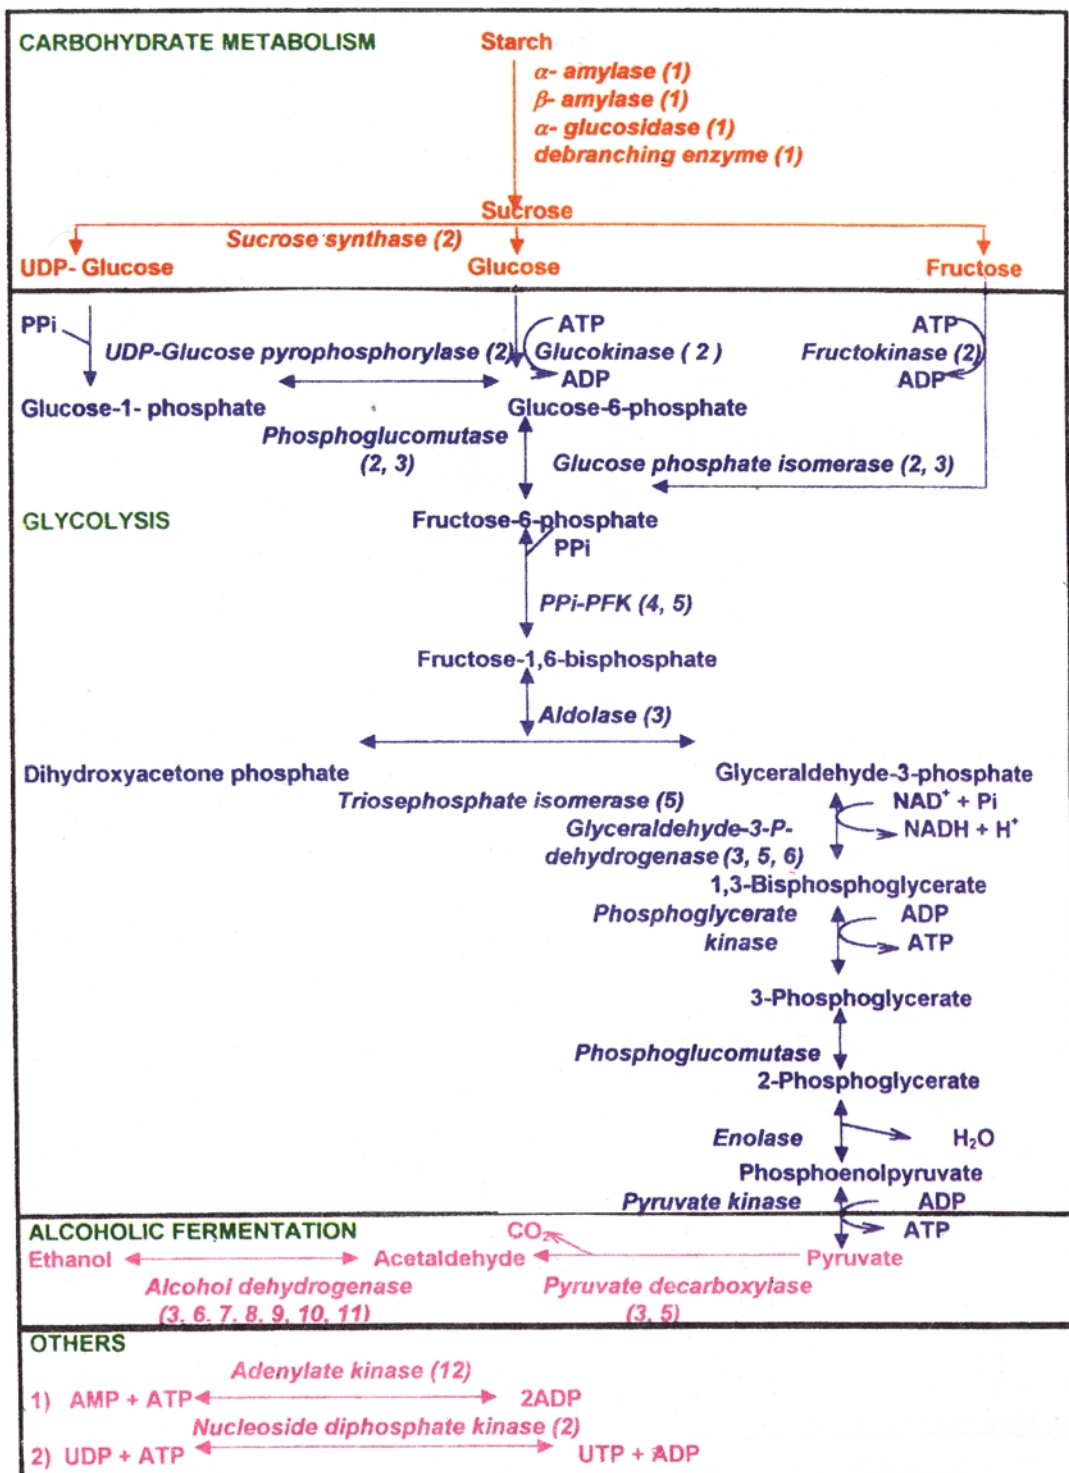 CARBOHYDRATE METABOLISM
Starch
α- amylase (1)
β- amylase (1)
α- glucosidase (1)
debranching enzyme (1)
Sucrose
Sucrose synthase (2)
UDP- Glucose
Glucose
Fructose
PPi
ATP
ATP
UDP-Glucose pyrophosphorylase (2)
Glucokinase ( 2 )
Fructokinase (2)
ADP
ADP
Glucose-1- phosphate
Glucose-6-phosphate
Phosphoglucomutase
(2, 3)
Glucose phosphate isomerase (2, 3)
GLYCOLYSIS
Fructose-6-phosphate
PPi
PPi-PFK (4, 5)
Fructose-1,6-bisphosphate
Aldolase (3)
Dihydroxyacetone phosphate
Glyceraldehyde-3-phosphate
Triosephosphate isomerase (5)
NAD⁺ + Pi
Glyceraldehyde-3-P-
dehydrogenase (3, 5, 6)
NADH + H⁺
1,3-Bisphosphoglycerate
Phosphoglycerate
kinase
ADP
ATP
3-Phosphoglycerate
Phosphoglucomutase
2-Phosphoglycerate
Enolase
H₂O
Phosphoenolpyruvate
Pyruvate kinase
ADP
ATP
ALCOHOLIC FERMENTATION
CO₂
Ethanol
Acetaldehyde
Pyruvate
Alcohol dehydrogenase
(3, 6. 7. 8. 9, 10, 11)
Pyruvate decarboxylase
(3, 5)
OTHERS
Adenylate kinase (12)
1) AMP + ATP
2ADP
Nucleoside diphosphate kinase (2)
2) UDP + ATP
UTP + ADP